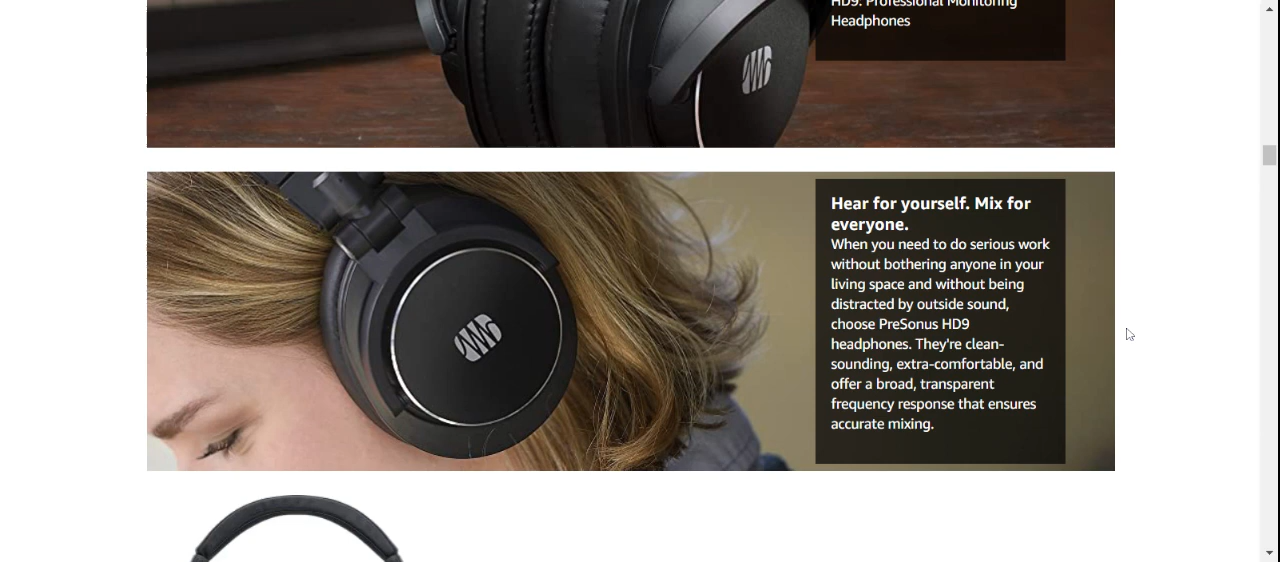 HD9: Professional Monitoring
Headphones
Hear for yourself. Mix for
everyone.
When you need to do serious work
without bothering anyone in your
living space and without being
distracted by outside sound,
choose PreSonus HD9
headphones. They're clean-
sounding, extra-comfortable, and
offer a broad, transparent
frequency response that ensures
accurate mixing.